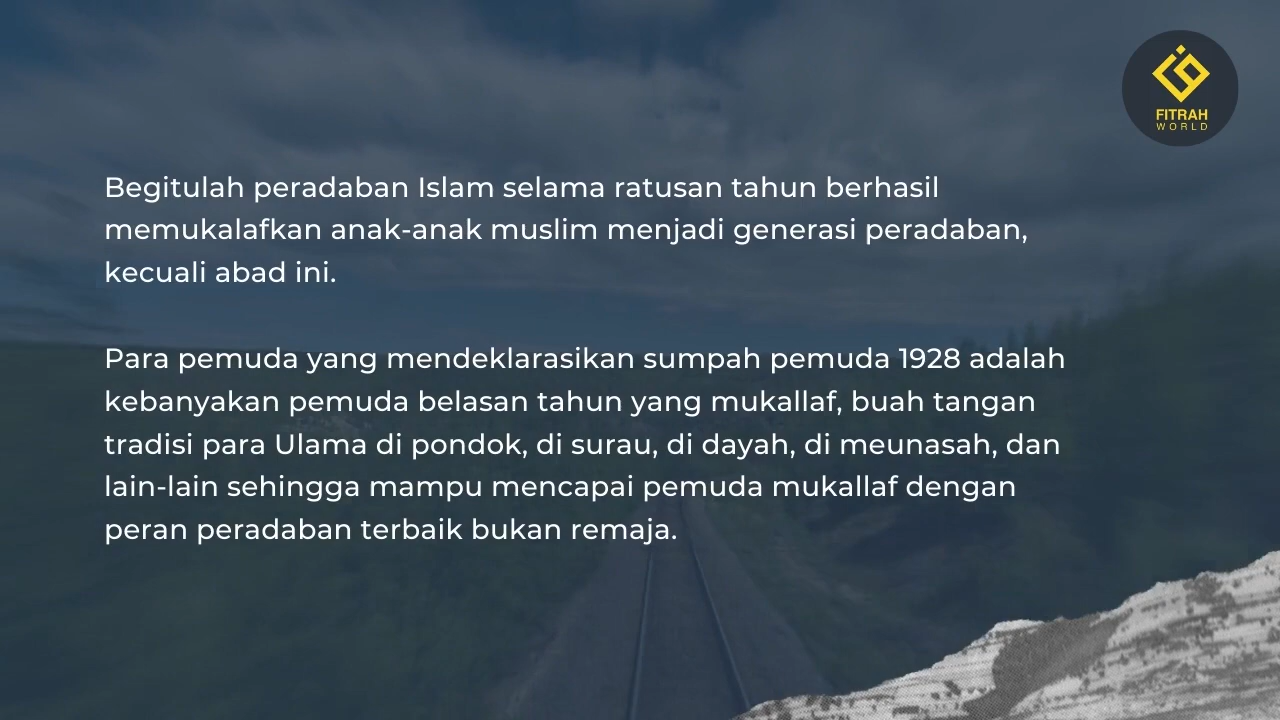 FITRAH
WORLD
Begitulah peradaban Islam selama ratusan tahun berhasil
memukalafkan anak-anak muslim menjadi generasi peradaban,
kecuali abad ini.
Para pemuda yang mendeklarasikan sumpah pemuda 1928 adalah
kebanyakan pemuda belasan tahun yang mukallaf, buah tangan
tradisi para Ulama di pondok, di surau, di dayah, di meunasah, dan
lain-lain sehingga mampu mencapai pemuda mukallaf dengan
peran peradaban terbaik bukan remaja.